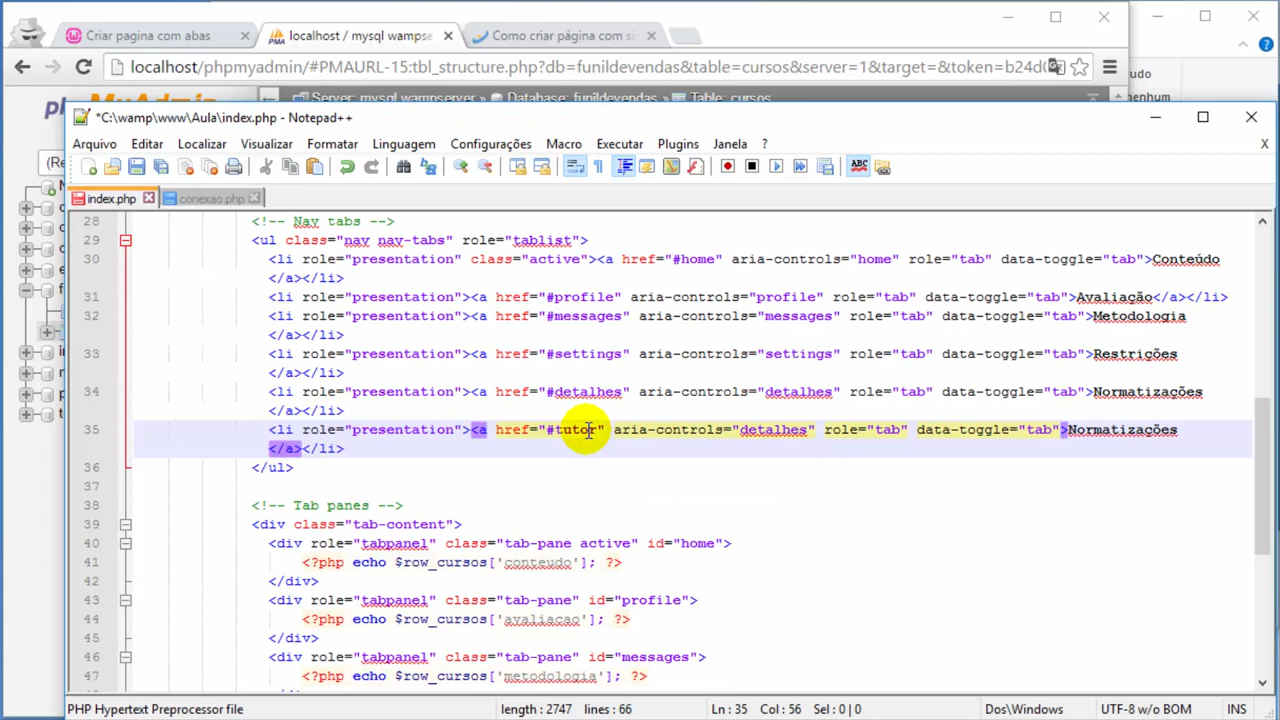 Criar pagina com abas
localhost / mysql wampse
Como criar página com si
localhost/phpmyadmin/#PMAURL-15:tbl_structure.php?db=funildevendas&table=cursos&server=1&target=&token=b24d0
Server: mysql wampserver » Database: funildevendas » Table: cursos
*C:\wamp\www\Aula\index.php - Notepad++
Arquivo Editar Localizar Visualizar Formatar Linguagem Configurações Macro Executar Plugins Janela ? X
index.php conexao.php
28 <!-- Nav tabs -->
29 <ul class="nav nav-tabs" role="tablist">
30 <li role="presentation" class="active"><a href="#home" aria-controls="home" role="tab" data-toggle="tab">Conteúdo
</a></li>
31 <li role="presentation"><a href="#profile" aria-controls="profile" role="tab" data-toggle="tab">Avaliação</a></li>
32 <li role="presentation"><a href="#messages" aria-controls="messages" role="tab" data-toggle="tab">Metodologia
</a></li>
33 <li role="presentation"><a href="#settings" aria-controls="settings" role="tab" data-toggle="tab">Restrições
</a></li>
34 <li role="presentation"><a href="#detalhes" aria-controls="detalhes" role="tab" data-toggle="tab">Normatizações
</a></li>
35 <li role="presentation"><a href="#tutor" aria-controls="detalhes" role="tab" data-toggle="tab">Normatizações
</a></li>
36 </ul>
37
38 <!-- Tab panes -->
39 <div class="tab-content">
40 <div role="tabpanel" class="tab-pane active" id="home">
41 <?php echo $row_cursos['conteudo']; ?>
42 </div>
43 <div role="tabpanel" class="tab-pane" id="profile">
44 <?php echo $row_cursos['avaliacao']; ?>
45 </div>
46 <div role="tabpanel" class="tab-pane" id="messages">
47 <?php echo $row_cursos['metodologia']; ?>
PHP Hypertext Preprocessor file length : 2747 lines : 66 Ln : 35 Col : 56 Sel : 0 | 0 Dos\Windows UTF-8 w/o BOM INS